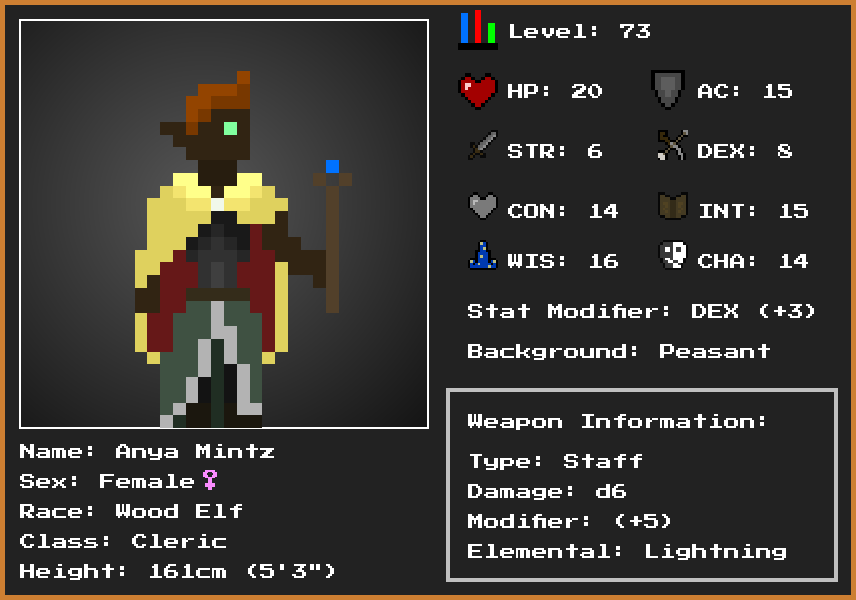 Level: 73
HP: 20 AC: 15
STR: 6 DEX: 8
CON: 14 INT: 15
WIS: 16 CHA: 14
Stat Modifier: DEX (+3)
Background: Peasant
Weapon Information:
Type: Staff
Damage: d6
Modifier: (+5)
Elemental: Lightning
Name: Anya Mintz
Sex: Female♀
Race: Wood Elf
Class: Cleric
Height: 161cm (5'3")